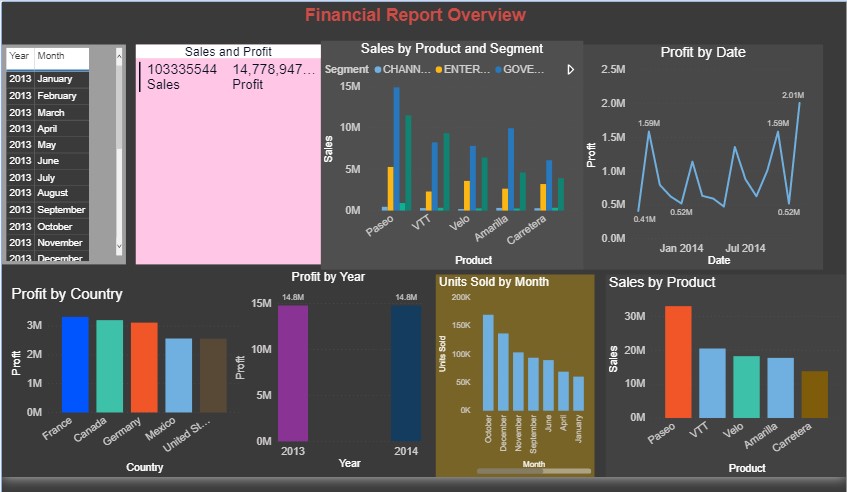 Financial Report Overview
Year Month
2013 January
2013 February
2013 March
2013 April
2013 May
2013 June
2013 July
2013 August
2013 September
2013 October
2013 November
2013 December
Sales and Profit
103335544 14,778,947...
Sales Profit
Sales by Product and Segment
Segment CHANN... ENTER... GOVE...
15M
10M
5M
0M
Sales
Paseo VTT Velo Amarilla Carretera
Product
Profit by Date
2.5M
2.0M
1.5M
1.0M
0.5M
0.0M
Profit
2.01M
1.59M 1.59M
0.41M 0.52M 0.52M
Jan 2014 Jul 2014
Date
Profit by Country
3M
2M
1M
0M
Profit
France Canada Germany Mexico United St...
Country
Profit by Year
15M
10M
5M
0M
Profit
14.8M 14.8M
2013 2014
Year
Units Sold by Month
200K
150K
100K
50K
0K
Units Sold
October December November September June April January
Month
Sales by Product
30M
20M
10M
0M
Sales
Paseo VTT Velo Amarilla Carretera
Product